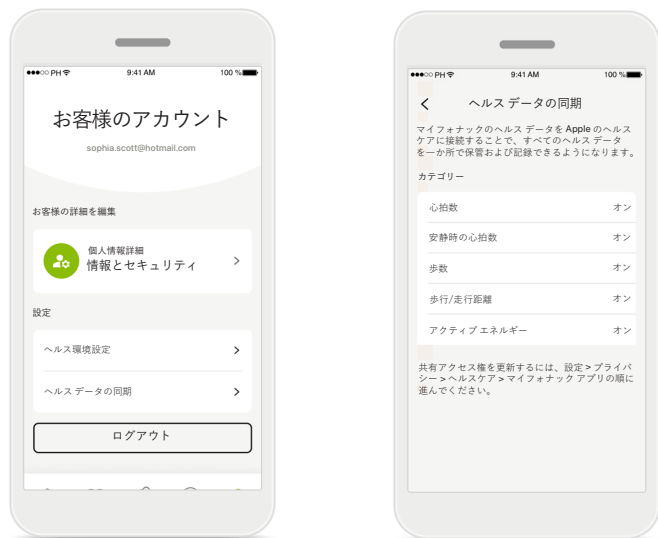 ●●●○○ PH 9:41 AM 100 %
お客様のアカウント
sophia.scott@hotmail.com
お客様の詳細を編集
個人情報詳細
情報とセキュリティ
設定
ヘルス環境設定
ヘルス データの同期
ログアウト
●●●○○ PH 9:41 AM 100 %
ヘルス データの同期
マイフォナックのヘルス データを Apple のヘルス
ケアに接続することで、すべてのヘルス データ
を一か所で保管および記録できるようになります。
カテゴリー
心拍数 オン
安静時の心拍数 オン
歩数 オン
歩行/走行距離 オン
アクティブ エネルギー オン
共有アクセス権を更新するには、設定 > プライバ
シー > ヘルスケア > マイフォナック アプリの順に
進んでください。